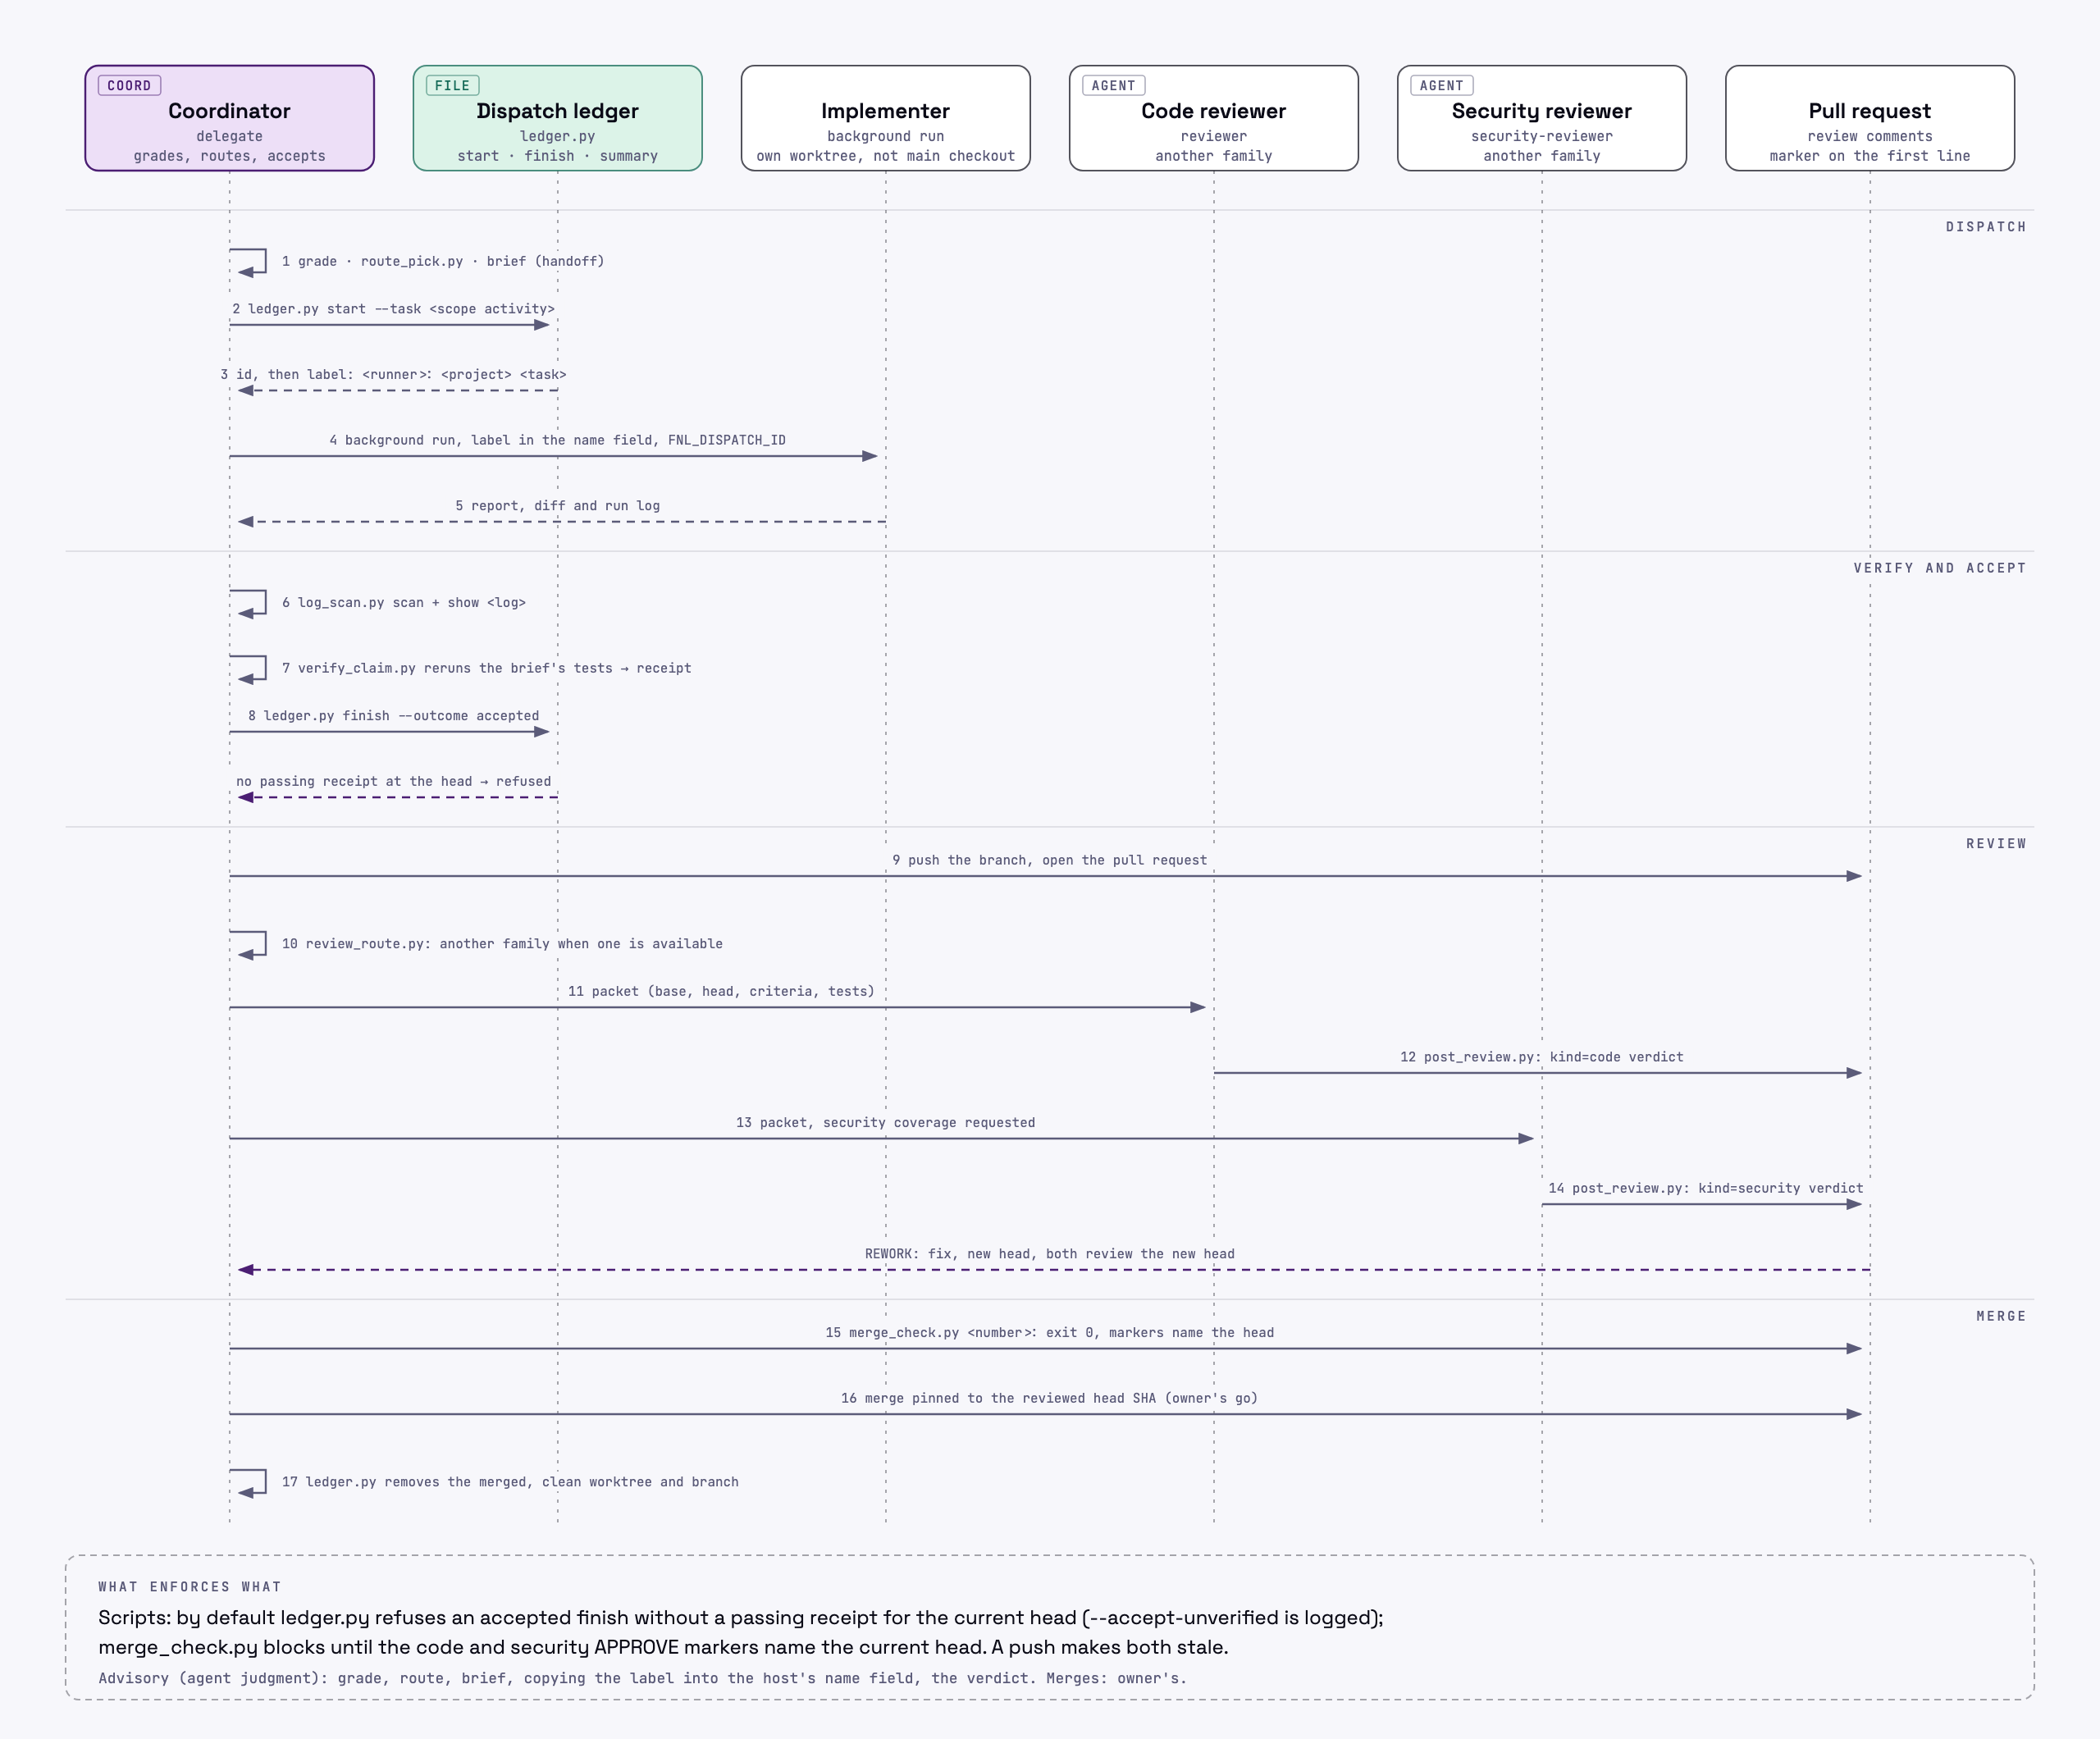 COORD
Coordinator
delegate
grades, routes, accepts
FILE
Dispatch ledger
ledger.py
start · finish · summary
Implementer
background run
own worktree, not main checkout
AGENT
Code reviewer
reviewer
another family
AGENT
Security reviewer
security-reviewer
another family
Pull request
review comments
marker on the first line
DISPATCH
1 grade · route_pick.py · brief (handoff)
2 ledger.py start --task <scope activity>
3 id, then label: <runner>: <project> <task>
4 background run, label in the name field, FNL_DISPATCH_ID
5 report, diff and run log
VERIFY AND ACCEPT
6 log_scan.py scan + show <log>
7 verify_claim.py reruns the brief's tests → receipt
8 ledger.py finish --outcome accepted
no passing receipt at the head → refused
REVIEW
9 push the branch, open the pull request
10 review_route.py: another family when one is available
11 packet (base, head, criteria, tests)
12 post_review.py: kind=code verdict
13 packet, security coverage requested
14 post_review.py: kind=security verdict
REWORK: fix, new head, both review the new head
MERGE
15 merge_check.py <number>: exit 0, markers name the head
16 merge pinned to the reviewed head SHA (owner's go)
17 ledger.py removes the merged, clean worktree and branch
WHAT ENFORCES WHAT
Scripts: by default ledger.py refuses an accepted finish without a passing receipt for the current head (--accept-unverified is logged);
merge_check.py blocks until the code and security APPROVE markers name the current head. A push makes both stale.
Advisory (agent judgment): grade, route, brief, copying the label into the host's name field, the verdict. Merges: owner's.